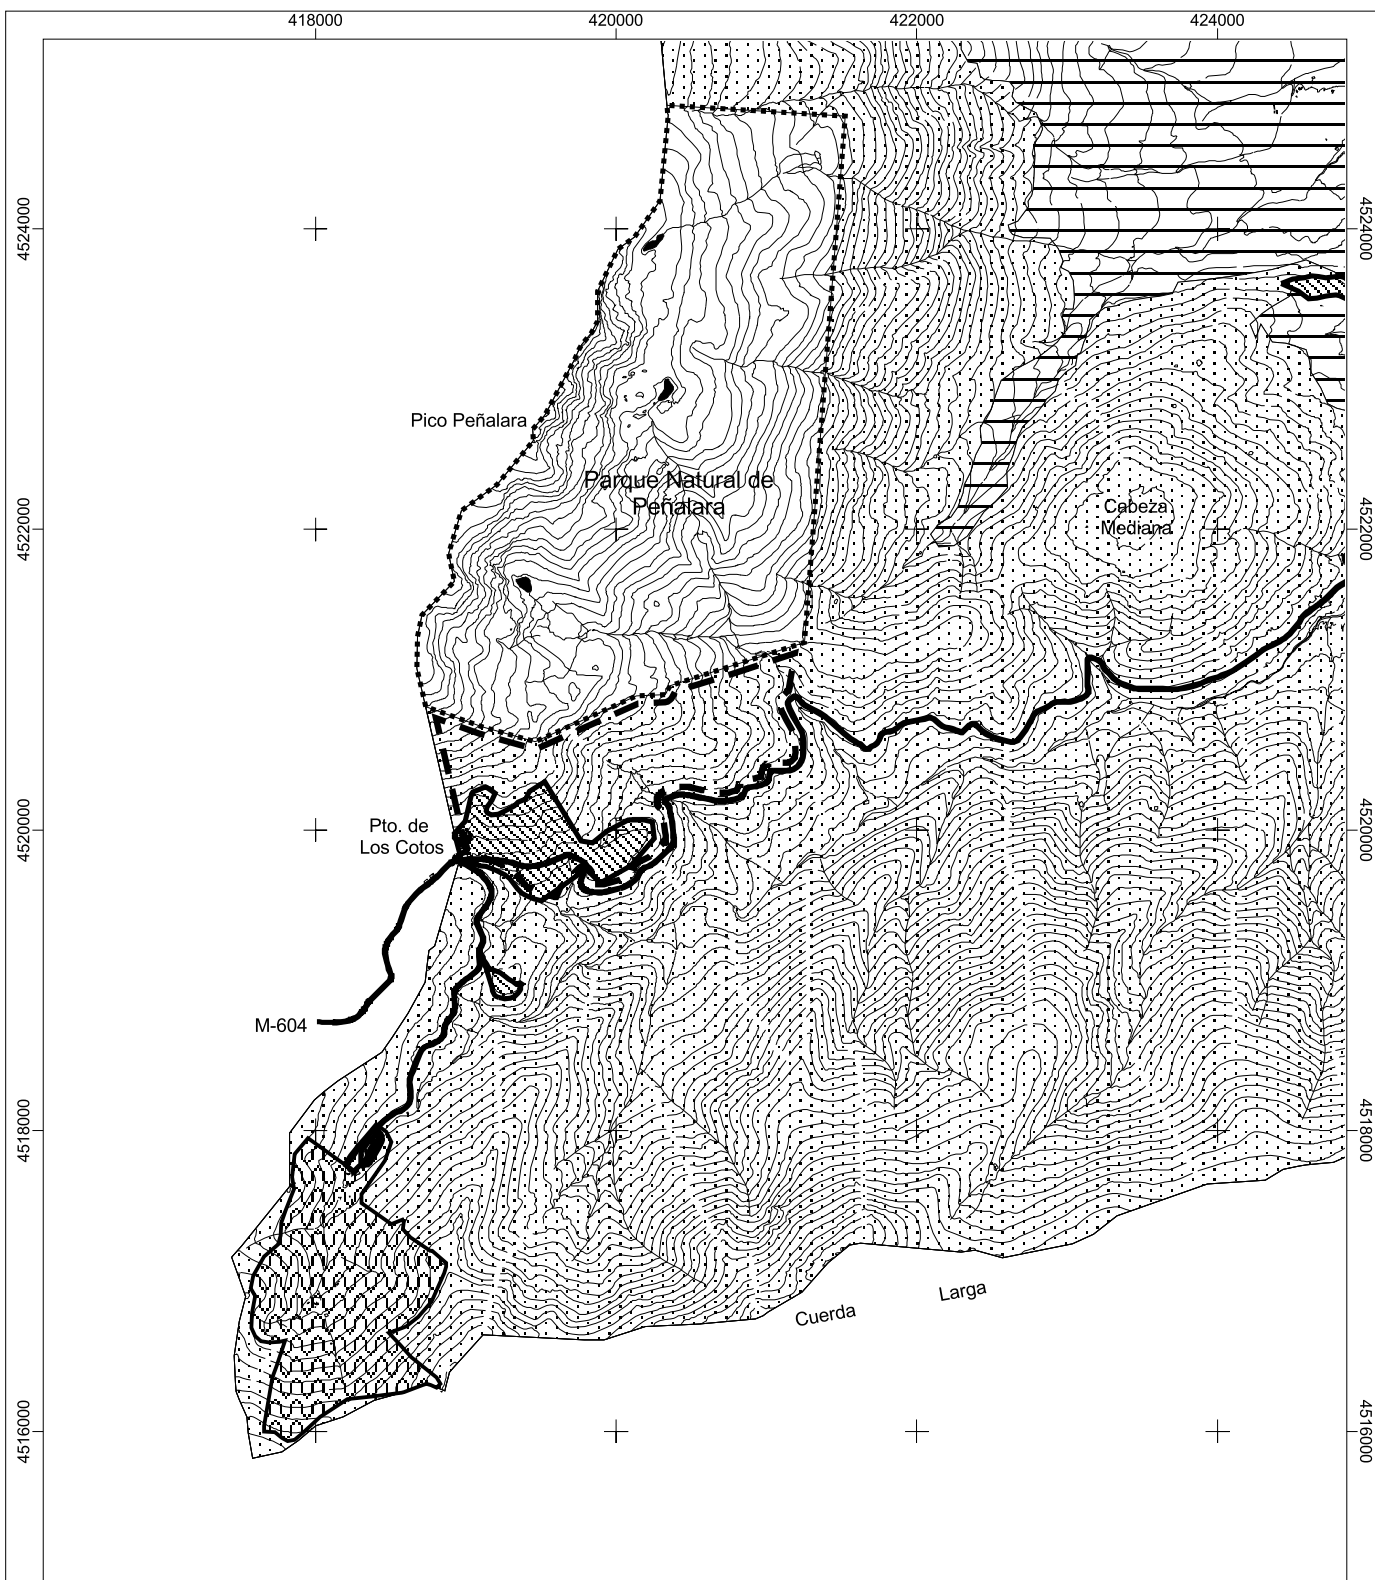 418000
420000
422000
424000
4524000
4524000
Pico Peñalara
Parque Natural de
Peñalara
Cabeza
Mediana
4522000
4522000
Pto. de
Los Cotos
4520000
4520000
M-604
4518000
4518000
Cuerda
Larga
4516000
4516000